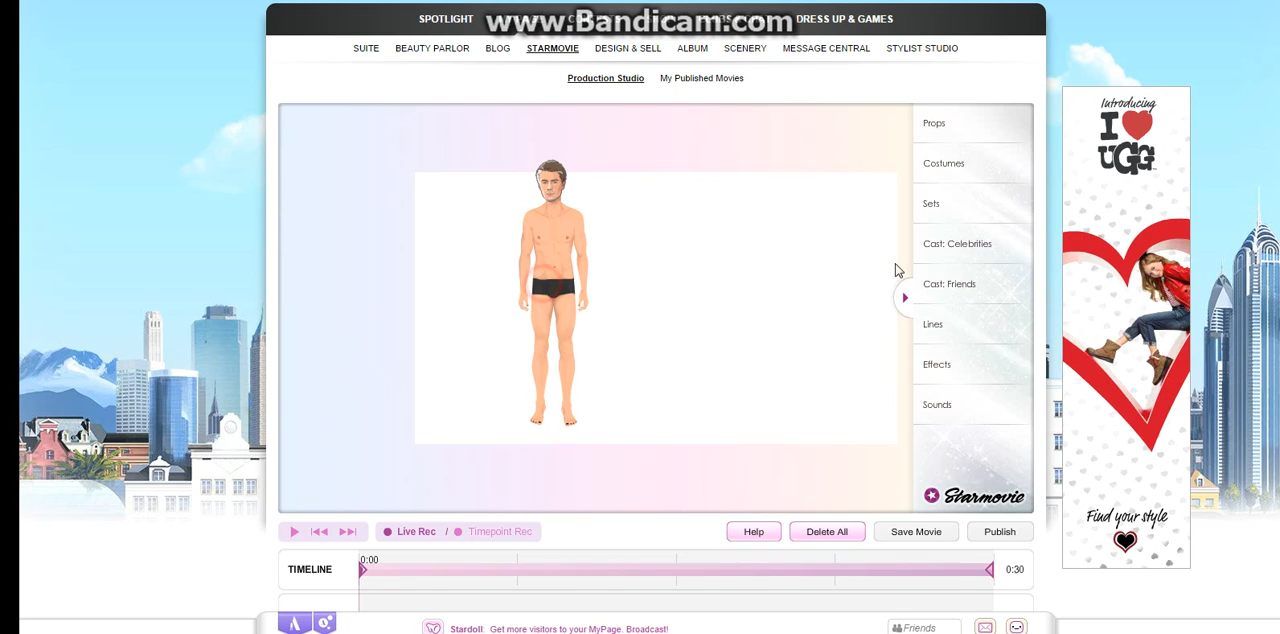 www.Bandicam.com
SPOTLIGHT DRESS UP & GAMES
SUITE BEAUTY PARLOR BLOG STARMOVIE DESIGN & SELL ALBUM SCENERY MESSAGE CENTRAL STYLIST STUDIO
Production Studio My Published Movies
Props
Costumes
Sets
Cast: Celebrities
Cast: Friends
Lines
Effects
Sounds
Starmovie
Live Rec / Timepoint Rec
Help Delete All Save Movie Publish
0:00
TIMELINE 0:30
Stardoll: Get more visitors to your MyPage. Broadcast!
Friends
Introducing
I
UGG
Find your style